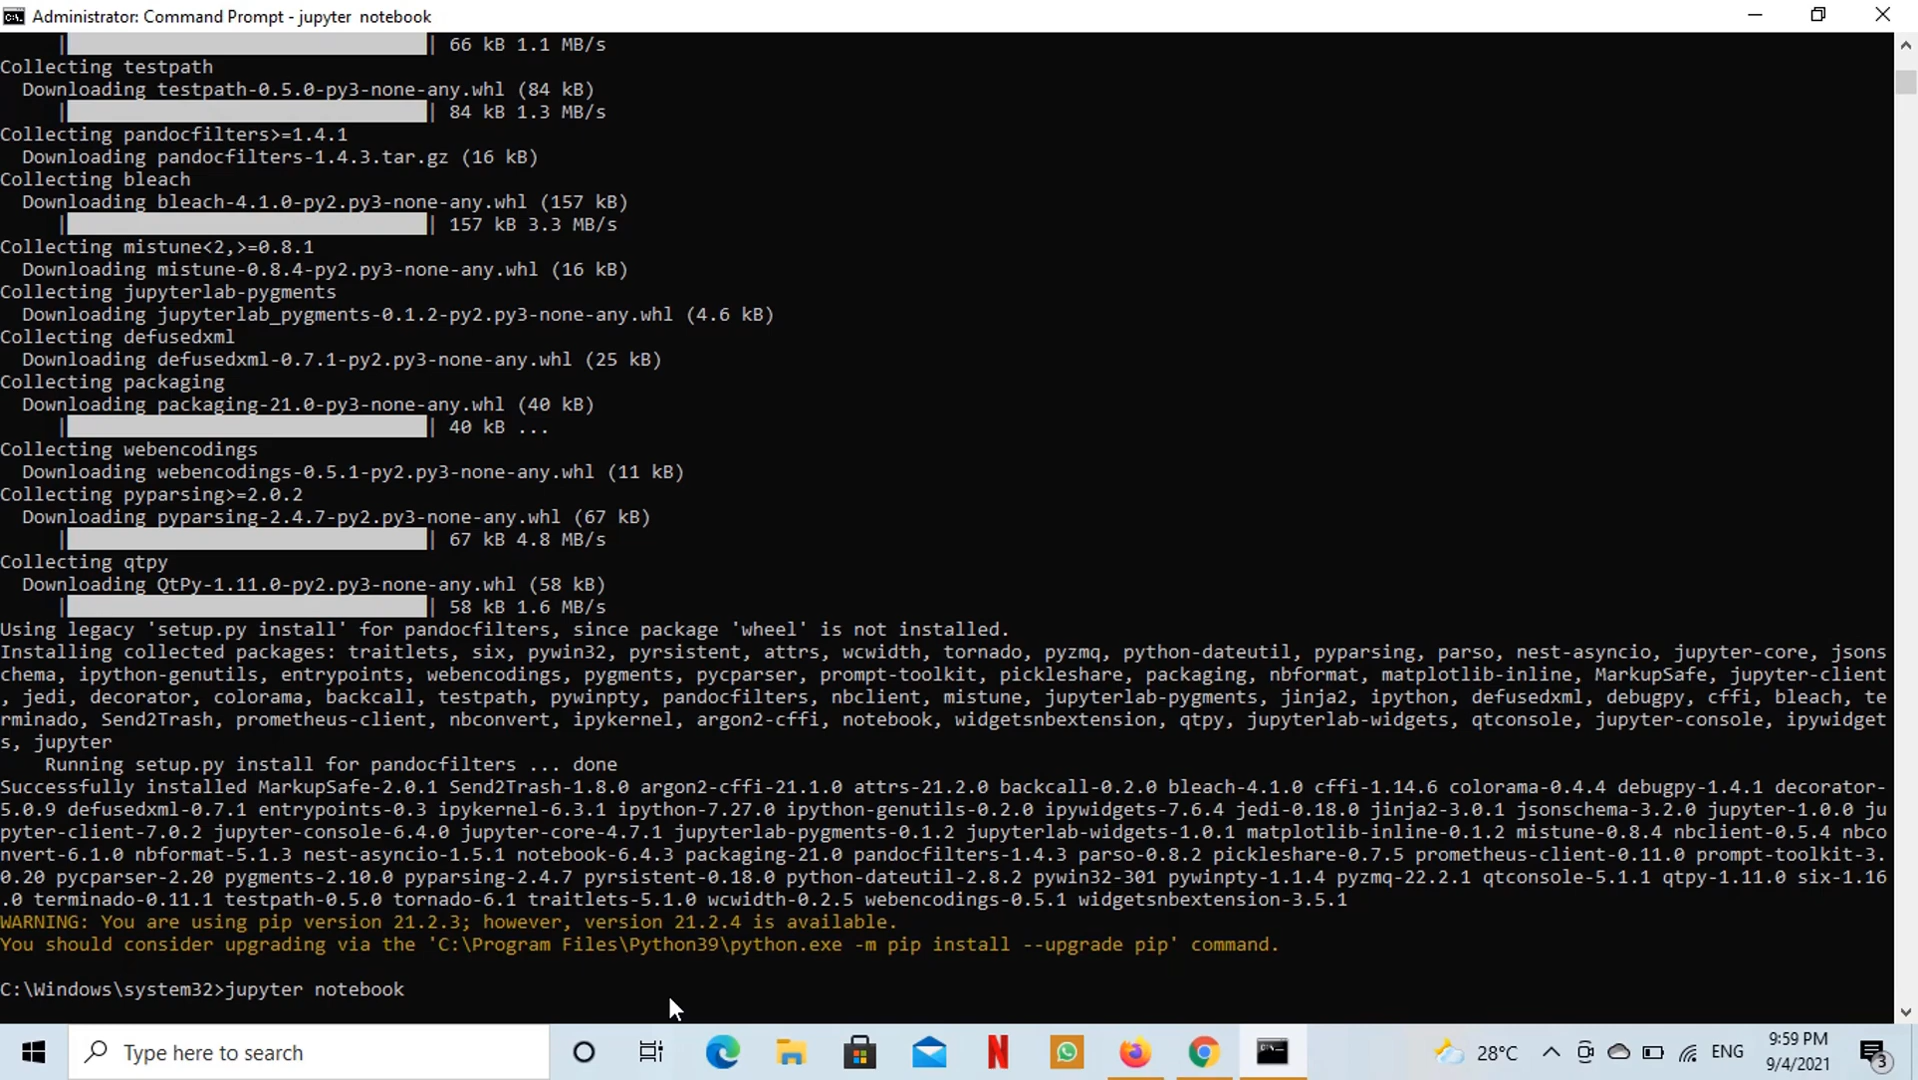 Administrator: Command Prompt - jupyter  notebook
| 66 kB 1.1 MB/s
Collecting testpath
Downloading testpath-0.5.0-py3-none-any.whl (84 kB)
| 84 kB 1.3 MB/s
Collecting pandocfilters>=1.4.1
Downloading pandocfilters-1.4.3.tar.gz (16 kB)
Collecting bleach
Downloading bleach-4.1.0-py2.py3-none-any.whl (157 kB)
| 157 kB 3.3 MB/s
Collecting mistune<2,>=0.8.1
Downloading mistune-0.8.4-py2.py3-none-any.whl (16 kB)
Collecting jupyterlab-pygments
Downloading jupyterlab_pygments-0.1.2-py2.py3-none-any.whl (4.6 kB)
Collecting defusedxml
Downloading defusedxml-0.7.1-py2.py3-none-any.whl (25 kB)
Collecting packaging
Downloading packaging-21.0-py3-none-any.whl (40 kB)
| 40 kB ...
Collecting webencodings
Downloading webencodings-0.5.1-py2.py3-none-any.whl (11 kB)
Collecting pyparsing>=2.0.2
Downloading pyparsing-2.4.7-py2.py3-none-any.whl (67 kB)
| 67 kB 4.8 MB/s
Collecting qtpy
Downloading QtPy-1.11.0-py2.py3-none-any.whl (58 kB)
| 58 kB 1.6 MB/s
Using legacy 'setup.py install' for pandocfilters, since package 'wheel' is not installed.
Installing collected packages: traitlets, six, pywin32, pyrsistent, attrs, wcwidth, tornado, pyzmq, python-dateutil, pyparsing, parso, nest-asyncio, jupyter-core, jsons
chema, ipython-genutils, entrypoints, webencodings, pygments, pycparser, prompt-toolkit, pickleshare, packaging, nbformat, matplotlib-inline, MarkupSafe, jupyter-client
, jedi, decorator, colorama, backcall, testpath, pywinpty, pandocfilters, nbclient, mistune, jupyterlab-pygments, jinja2, ipython, defusedxml, debugpy, cffi, bleach, te
rminado, Send2Trash, prometheus-client, nbconvert, ipykernel, argon2-cffi, notebook, widgetsnbextension, qtpy, jupyterlab-widgets, qtconsole, jupyter-console, ipywidget
s, jupyter
Running setup.py install for pandocfilters ... done
Successfully installed MarkupSafe-2.0.1 Send2Trash-1.8.0 argon2-cffi-21.1.0 attrs-21.2.0 backcall-0.2.0 bleach-4.1.0 cffi-1.14.6 colorama-0.4.4 debugpy-1.4.1 decorator-
5.0.9 defusedxml-0.7.1 entrypoints-0.3 ipykernel-6.3.1 ipython-7.27.0 ipython-genutils-0.2.0 ipywidgets-7.6.4 jedi-0.18.0 jinja2-3.0.1 jsonschema-3.2.0 jupyter-1.0.0 ju
pyter-client-7.0.2 jupyter-console-6.4.0 jupyter-core-4.7.1 jupyterlab-pygments-0.1.2 jupyterlab-widgets-1.0.1 matplotlib-inline-0.1.2 mistune-0.8.4 nbclient-0.5.4 nbco
nvert-6.1.0 nbformat-5.1.3 nest-asyncio-1.5.1 notebook-6.4.3 packaging-21.0 pandocfilters-1.4.3 parso-0.8.2 pickleshare-0.7.5 prometheus-client-0.11.0 prompt-toolkit-3.
0.20 pycparser-2.20 pygments-2.10.0 pyparsing-2.4.7 pyrsistent-0.18.0 python-dateutil-2.8.2 pywin32-301 pywinpty-1.1.4 pyzmq-22.2.1 qtconsole-5.1.1 qtpy-1.11.0 six-1.16
.0 terminado-0.11.1 testpath-0.5.0 tornado-6.1 traitlets-5.1.0 wcwidth-0.2.5 webencodings-0.5.1 widgetsnbextension-3.5.1
WARNING: You are using pip version 21.2.3; however, version 21.2.4 is available.
You should consider upgrading via the 'C:\Program Files\Python39\python.exe -m pip install --upgrade pip' command.
C:\Windows\system32>jupyter notebook
Type here to search
28°C
ENG
9:59 PM
9/4/2021
3